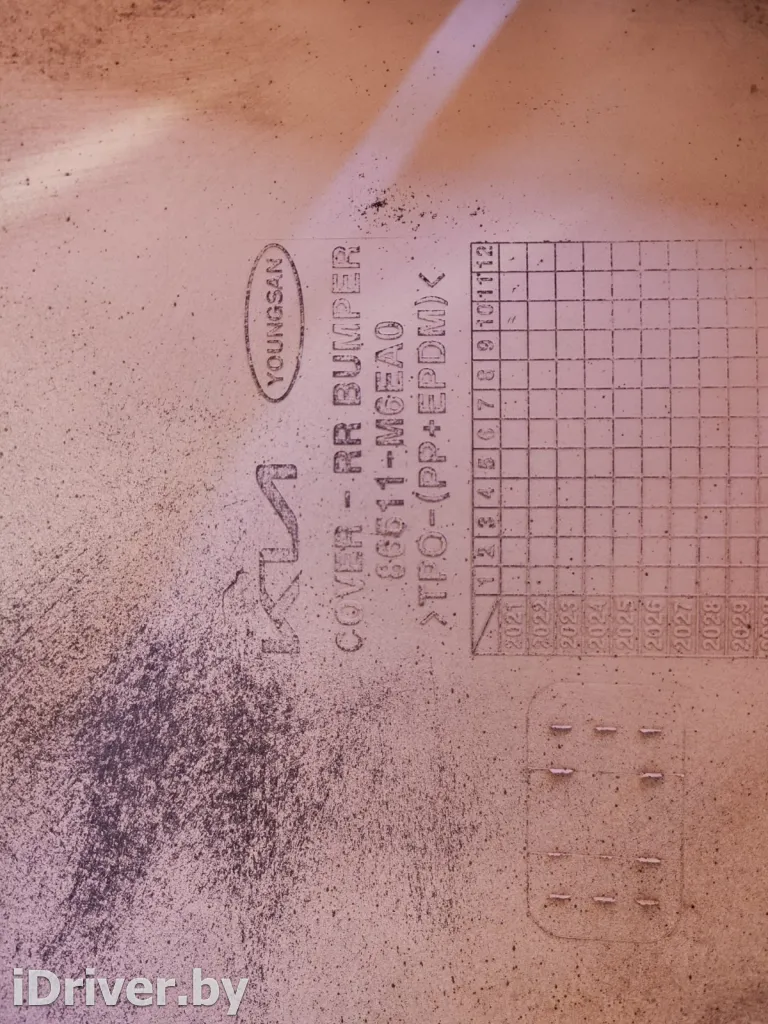 YOUNGSAN
KIA
COVER - RR BUMPER
86611-M6EA0
>TPO-(PP+EPDM)<
1 2 3 4 5 6 7 8 9 10 11 12
2021
2022
2023
2024
2025
2026
2027
2028
2029
iDriver.by